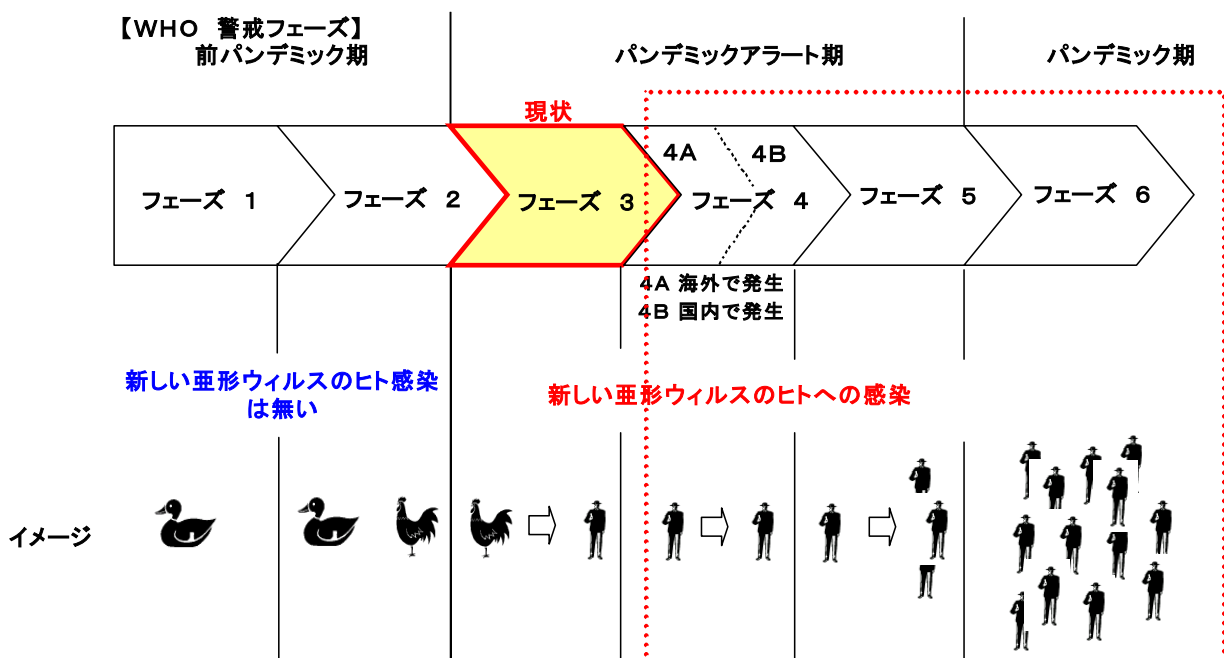 【WHO 警戒フェーズ】
前パンデミック期
パンデミックアラート期
パンデミック期
現状
4A
4B
フェーズ 1
フェーズ 2
フェーズ 3
フェーズ 4
フェーズ 5
フェーズ 6
4A 海外で発生
4B 国内で発生
新しい亜形ウィルスのヒト感染
は無い
新しい亜形ウィルスのヒトへの感染
イメージ